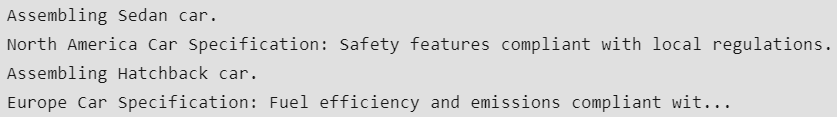 Assembling Sedan car.
North America Car Specification: Safety features compliant with local regulations.
Assembling Hatchback car.
Europe Car Specification: Fuel efficiency and emissions compliant wit...